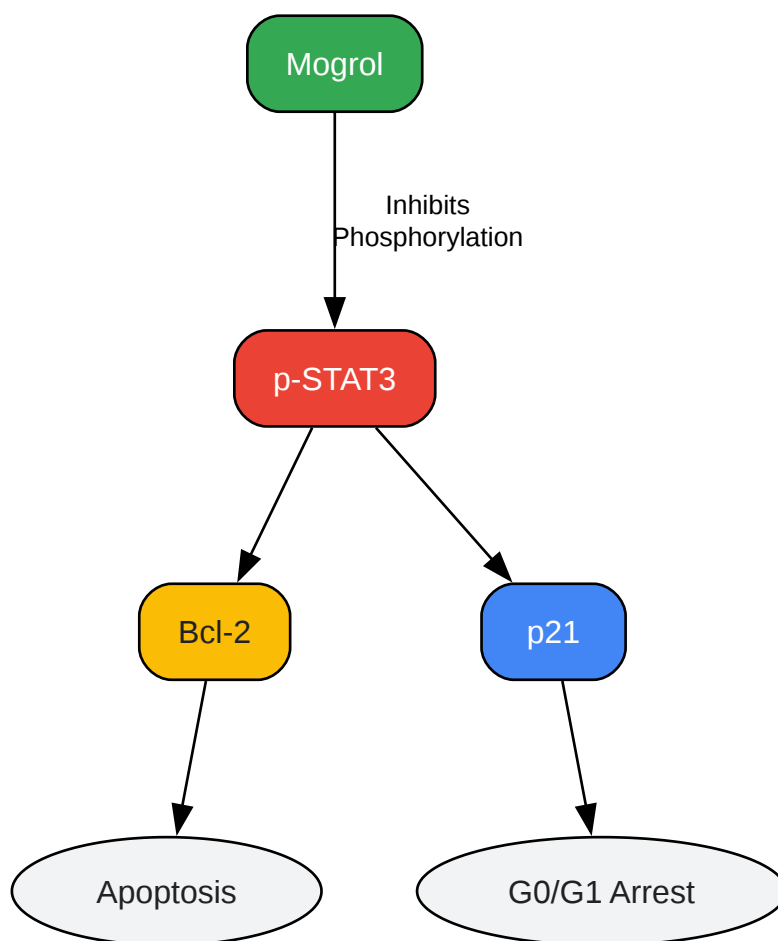 Mogrol
Inhibits
Phosphorylation
p-STAT3
Bcl-2
p21
Apoptosis
G0/G1 Arrest